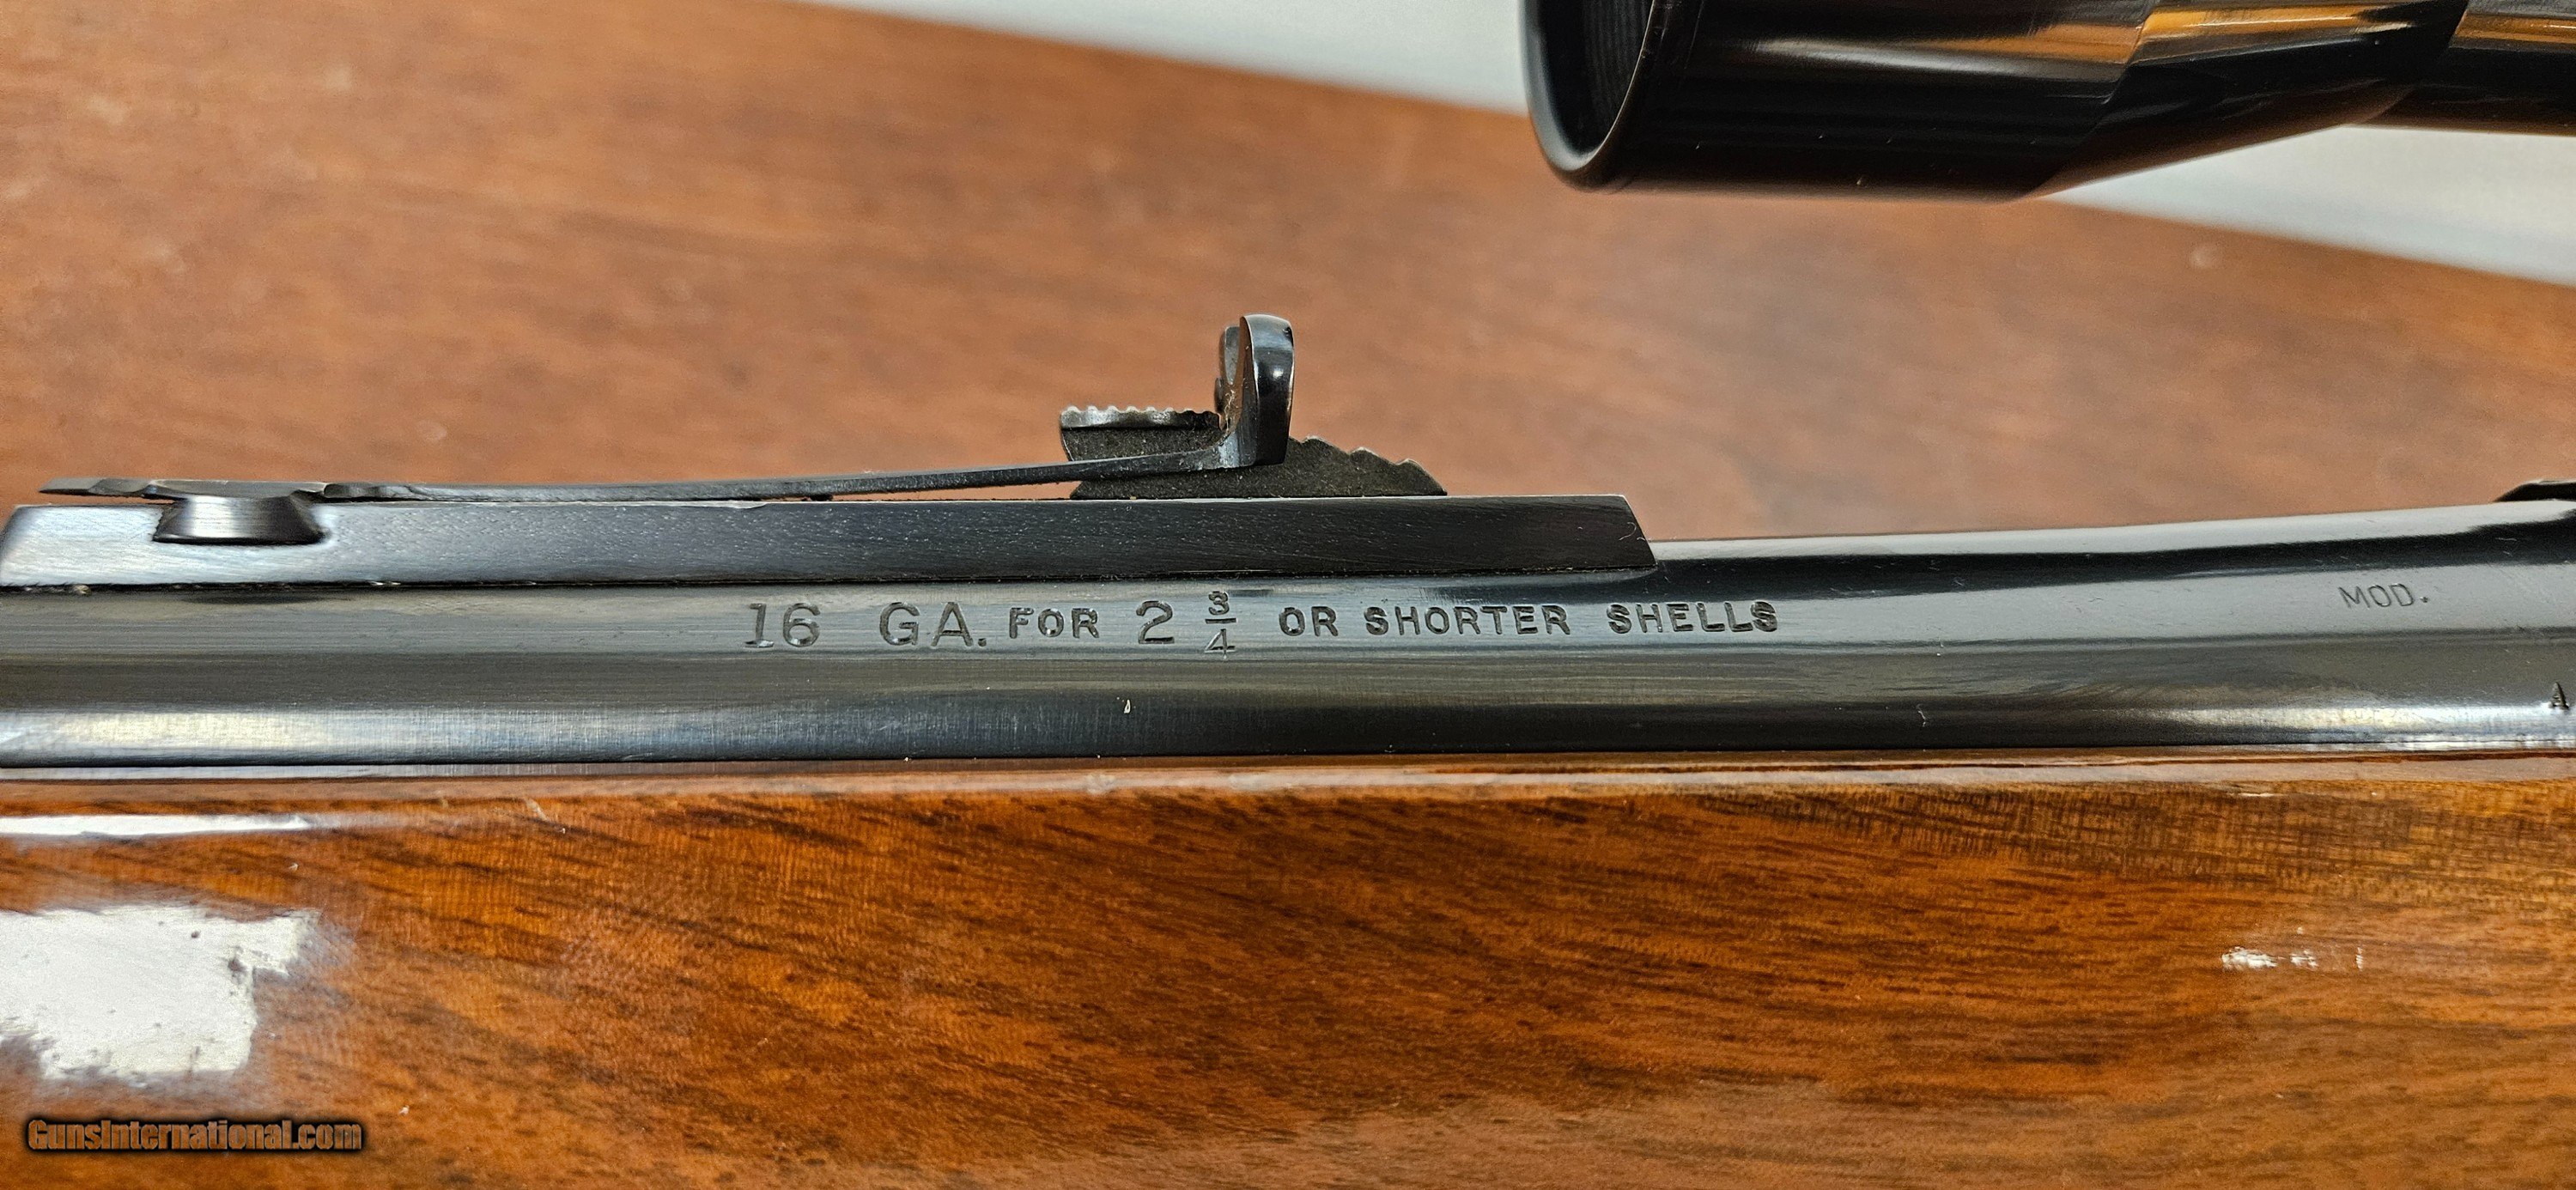 16 GA. FOR 2 3/4 OR SHORTER SHELLS
MOD.
A
GunsInternational.com